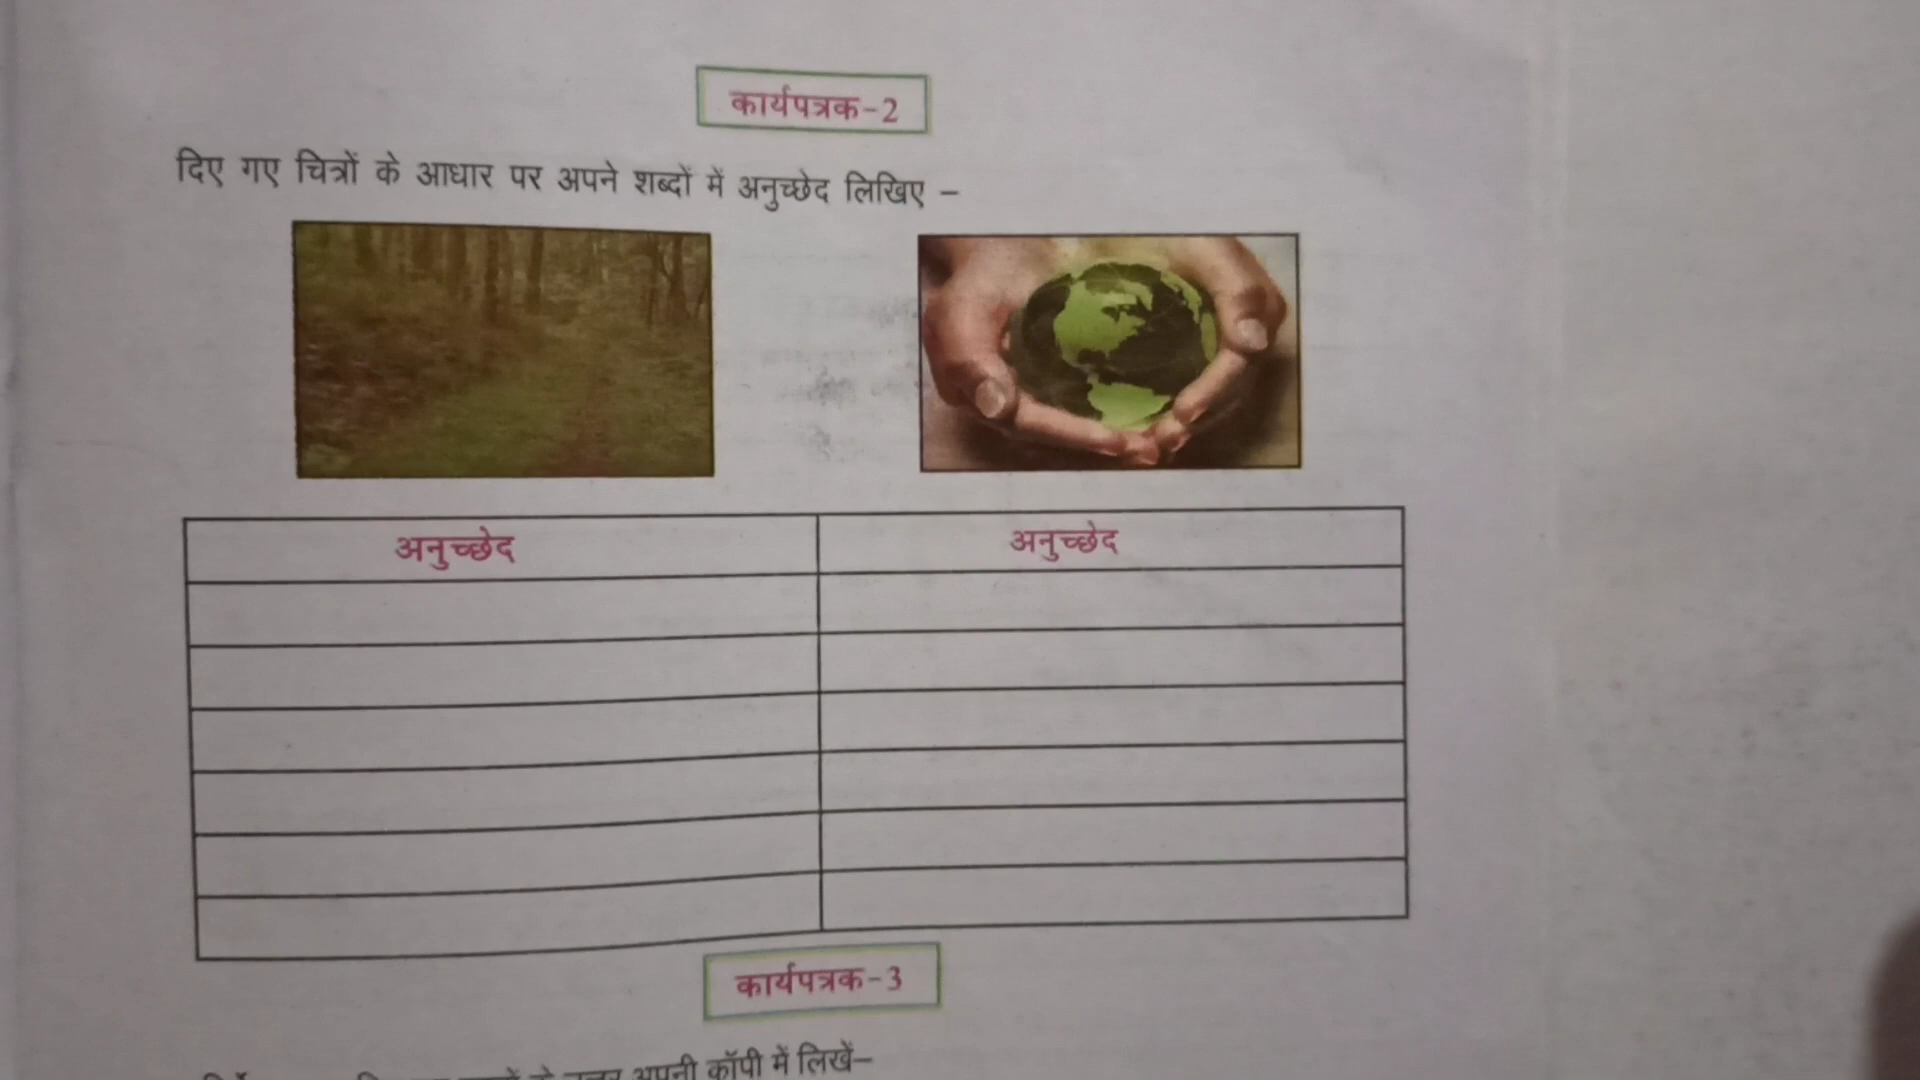 कार्यपत्रक-2
दिए गए चित्रों के आधार पर अपने शब्दों में अनुच्छेद लिखिए –
अनुच्छेद
अनुच्छेद
कार्यपत्रक-3
अपनी कॉपी में लिखें–